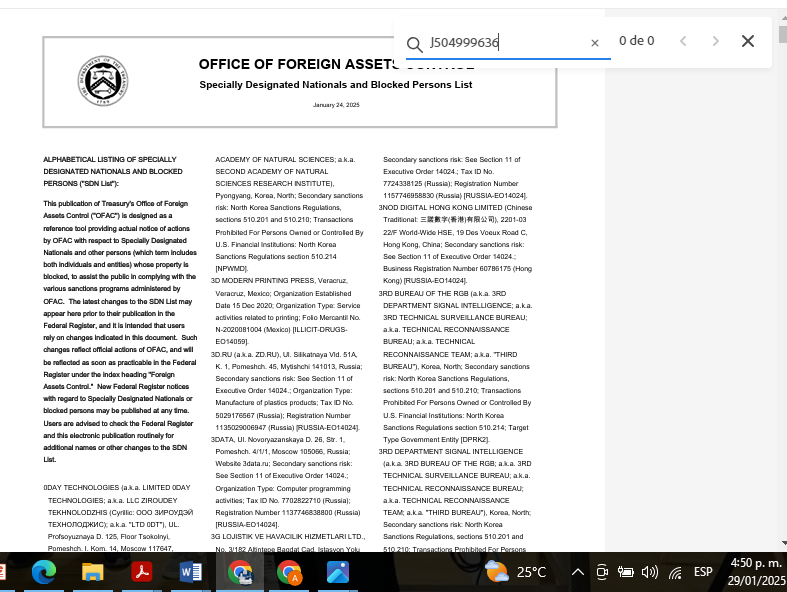 J504999636
0 de 0
OFFICE OF FOREIGN ASSETS CONTROL
Specially Designated Nationals and Blocked Persons List
January 24, 2025
ALPHABETICAL LISTING OF SPECIALLY
DESIGNATED NATIONALS AND BLOCKED
PERSONS ("SDN List"):
This publication of Treasury's Office of Foreign
Assets Control ("OFAC") is designed as a
reference tool providing actual notice of actions
by OFAC with respect to Specially Designated
Nationals and other persons (which term includes
both individuals and entities) whose property is
blocked, to assist the public in complying with the
various sanctions programs administered by
OFAC. The latest changes to the SDN List may
appear here prior to their publication in the
Federal Register, and it is intended that users
rely on changes indicated in this document. Such
changes reflect official actions of OFAC, and will
be reflected as soon as practicable in the Federal
Register under the index heading "Foreign
Assets Control." New Federal Register notices
with regard to Specially Designated Nationals or
blocked persons may be published at any time.
Users are advised to check the Federal Register
and this electronic publication routinely for
additional names or other changes to the SDN
List.
0DAY TECHNOLOGIES (a.k.a. LIMITED 0DAY
TECHNOLOGIES; a.k.a. LLC ZIROUDEY
TEKHNOLODZHIS (Cyrillic: ООО ЗИРОУДЭЙ
ТЕХНОЛОДЖИС); a.k.a. "LTD 0DT"), UL.
Profsoyuznaya D. 125, Floor Tsokolnyi,
Pomesh. I, Kom. 14, Moscow 117647,
ACADEMY OF NATURAL SCIENCES; a.k.a.
SECOND ACADEMY OF NATURAL
SCIENCES RESEARCH INSTITUTE),
Pyongyang, Korea, North; Secondary sanctions
risk: North Korea Sanctions Regulations,
sections 510.201 and 510.210; Transactions
Prohibited For Persons Owned or Controlled By
U.S. Financial Institutions: North Korea
Sanctions Regulations section 510.214
[NPWMD].
3D MODERN PRINTING PRESS, Veracruz,
Veracruz, Mexico; Organization Established
Date 15 Dec 2020; Organization Type: Service
activities related to printing; Folio Mercantil No.
N-2020081004 (Mexico) [ILLICIT-DRUGS-
EO14059].
3D.RU (a.k.a. ZD.RU), Ul. Silikatnaya Vld. 51A,
K. 1, Pomeshch. 45, Mytishchi 141013, Russia;
Secondary sanctions risk: See Section 11 of
Executive Order 14024.; Organization Type:
Manufacture of plastics products; Tax ID No.
5029176567 (Russia); Registration Number
1135029006947 (Russia) [RUSSIA-EO14024].
3DATA, Ul. Novoryazanskaya D. 26, Str. 1,
Pomeshch. 4/1/1, Moscow 105066, Russia;
Website 3data.ru; Secondary sanctions risk:
See Section 11 of Executive Order 14024.;
Organization Type: Computer programming
activities; Tax ID No. 7702822710 (Russia);
Registration Number 1137746838800 (Russia)
[RUSSIA-EO14024].
3G LOJISTIK VE HAVACILIK HIZMETLARI LTD.,
No. 3/182 Altintepe Bagdat Cad. Istasyon Yolu
Secondary sanctions risk: See Section 11 of
Executive Order 14024.; Tax ID No.
7724338125 (Russia); Registration Number
1157746958830 (Russia) [RUSSIA-EO14024].
3NOD DIGITAL HONG KONG LIMITED (Chinese
Traditional: 三諾數字(香港)有限公司), 2201-03
22/F World-Wide HSE, 19 Des Voeux Road C,
Hong Kong, China; Secondary sanctions risk:
See Section 11 of Executive Order 14024.;
Business Registration Number 60786175 (Hong
Kong) [RUSSIA-EO14024].
3RD BUREAU OF THE RGB (a.k.a. 3RD
DEPARTMENT SIGNAL INTELLIGENCE; a.k.a.
3RD TECHNICAL SURVEILLANCE BUREAU;
a.k.a. TECHNICAL RECONNAISSANCE
BUREAU; a.k.a. TECHNICAL
RECONNAISSANCE TEAM; a.k.a. "THIRD
BUREAU"), Korea, North; Secondary sanctions
risk: North Korea Sanctions Regulations,
sections 510.201 and 510.210; Transactions
Prohibited For Persons Owned or Controlled By
U.S. Financial Institutions: North Korea
Sanctions Regulations section 510.214; Target
Type Government Entity [DPRK2].
3RD DEPARTMENT SIGNAL INTELLIGENCE
(a.k.a. 3RD BUREAU OF THE RGB; a.k.a. 3RD
TECHNICAL SURVEILLANCE BUREAU; a.k.a.
TECHNICAL RECONNAISSANCE BUREAU;
a.k.a. TECHNICAL RECONNAISSANCE
TEAM; a.k.a. "THIRD BUREAU"), Korea, North;
Secondary sanctions risk: North Korea
Sanctions Regulations, sections 510.201 and
510.210; Transactions Prohibited For Persons
25°C
ESP
4:50 p. m.
29/01/2025